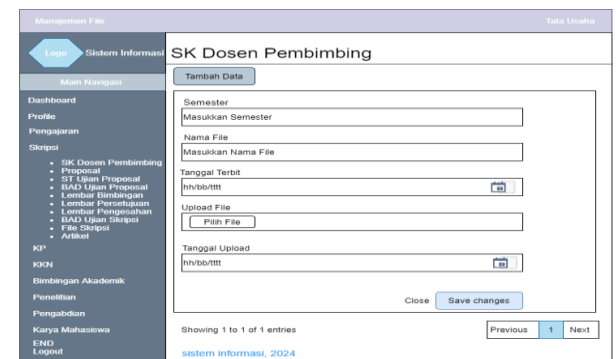 Manajemen File
Tata Usaha
Logo
Sistem Informasi
Main Navigasi
Dashboard
Profile
Pengajaran
Skripsi
• SK Dosen Pembimbing
• Proposal
• ST Ujian Proposal
• BAD Ujian Proposal
• Lembar Bimbingan
• Lembar Persetujuan
• Lembar Pengesahan
• BAD Ujian Skripsi
• File Skripsi
• Artikel
KP
KKN
Bimbingan Akademik
Penelitian
Pengabdian
Karya Mahasiswa
END
Logout
SK Dosen Pembimbing
Tambah Data
Semester
Masukkan Semester
Nama File
Masukkan Nama File
Tanggal Terbit
hh/bb/tttt
Upload File
Pilih File
Tanggal Upload
hh/bb/tttt
Close
Save changes
Showing 1 to 1 of 1 entries
Previous 1 Next
sistem informasi, 2024